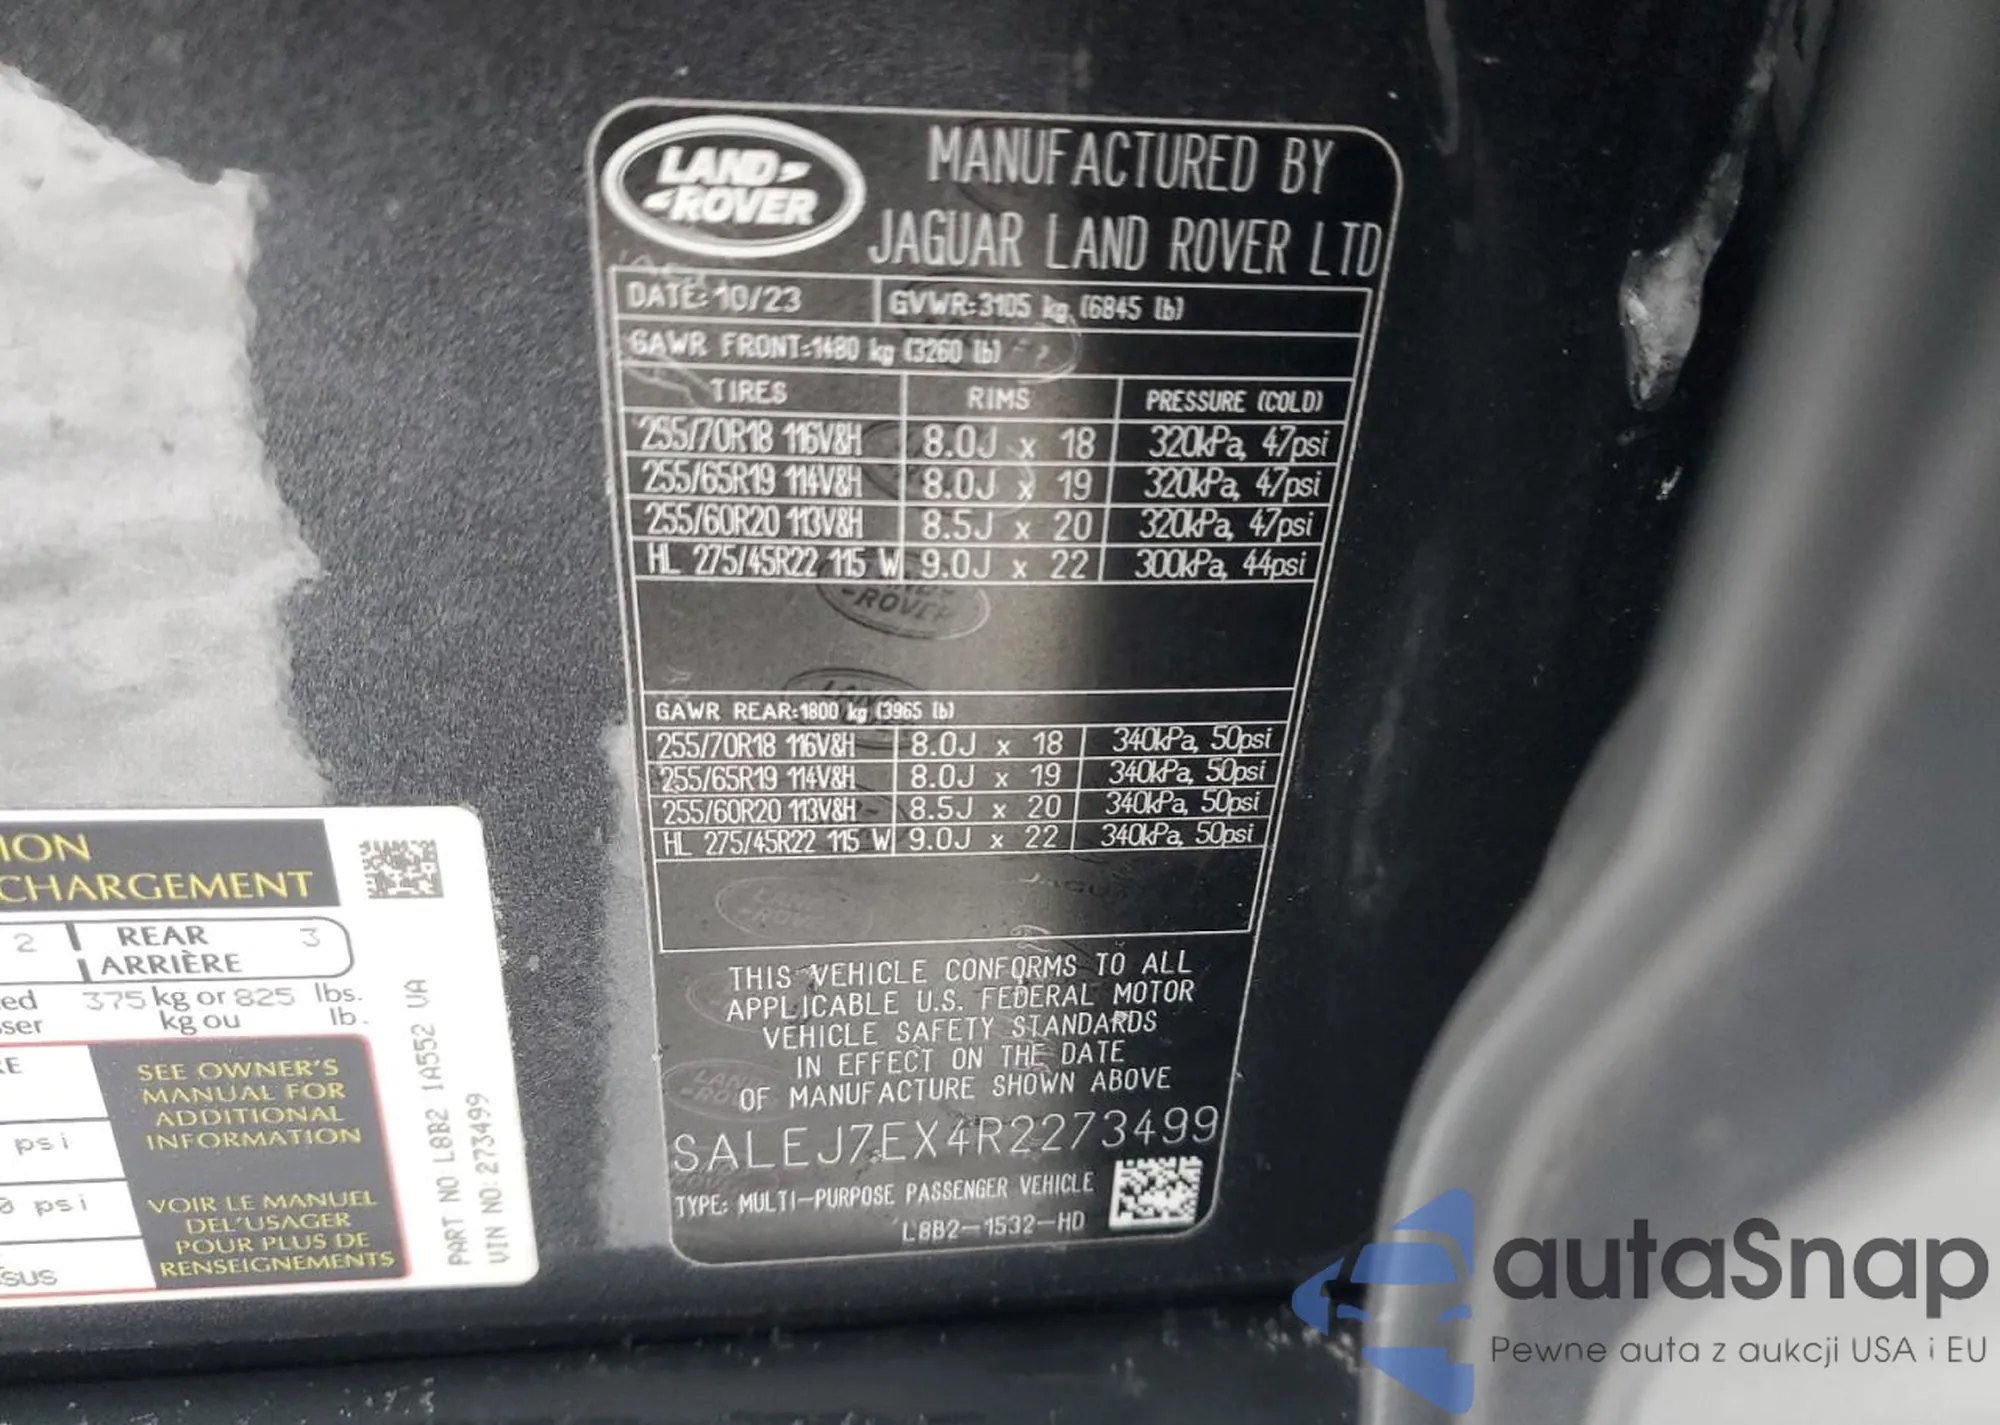 LAND
ROVER
MANUFACTURED BY
JAGUAR LAND ROVER LTD
DATE: 10/23 GVWR: 3105 kg (6845 lb)
GAWR FRONT: 1480 kg (3260 lb)
TIRES RIMS PRESSURE (COLD)
255/70R18 116V&H 8.0J x 18 320kPa, 47psi
255/65R19 114V&H 8.0J x 19 320kPa, 47psi
255/60R20 113V&H 8.5J x 20 320kPa, 47psi
HL 275/45R22 115 W 9.0J x 22 300kPa, 44psi
GAWR REAR: 1800 kg (3965 lb)
255/70R18 116V&H 8.0J x 18 340kPa, 50psi
255/65R19 114V&H 8.0J x 19 340kPa, 50psi
255/60R20 113V&H 8.5J x 20 340kPa, 50psi
HL 275/45R22 115 W 9.0J x 22 340kPa, 50psi
THIS VEHICLE CONFORMS TO ALL
APPLICABLE U.S. FEDERAL MOTOR
VEHICLE SAFETY STANDARDS
IN EFFECT ON THE DATE
OF MANUFACTURE SHOWN ABOVE
SALEJ7EX4R2273499
TYPE: MULTI-PURPOSE PASSENGER VEHICLE
L8B2-1532-HD
ION
CHARGEMENT
2 REAR 3
ARRIÈRE
375 kg or 825 lbs.
kg ou lb.
SEE OWNER'S
MANUAL FOR
ADDITIONAL
INFORMATION
psi
psi
VOIR LE MANUEL
DEL'USAGER
POUR PLUS DE
RENSEIGNEMENTS
PART NO: L8B2 1A552 VA
VIN NO: 273499
autaSnap
Pewne auta z aukcji USA i EU